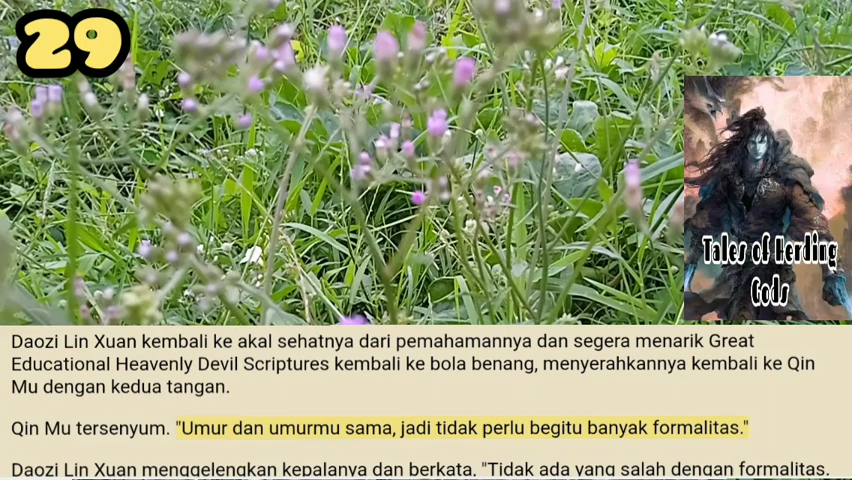 29
Tales of Herding
Gods
Daozi Lin Xuan kembali ke akal sehatnya dari pemahamannya dan segera menarik Great
Educational Heavenly Devil Scriptures kembali ke bola benang, menyerahkannya kembali ke Qin
Mu dengan kedua tangan.
Qin Mu tersenyum. "Umur dan umurmu sama, jadi tidak perlu begitu banyak formalitas."
Daozi Lin Xuan menggelengkan kepalanya dan berkata, "Tidak ada yang salah dengan formalitas.